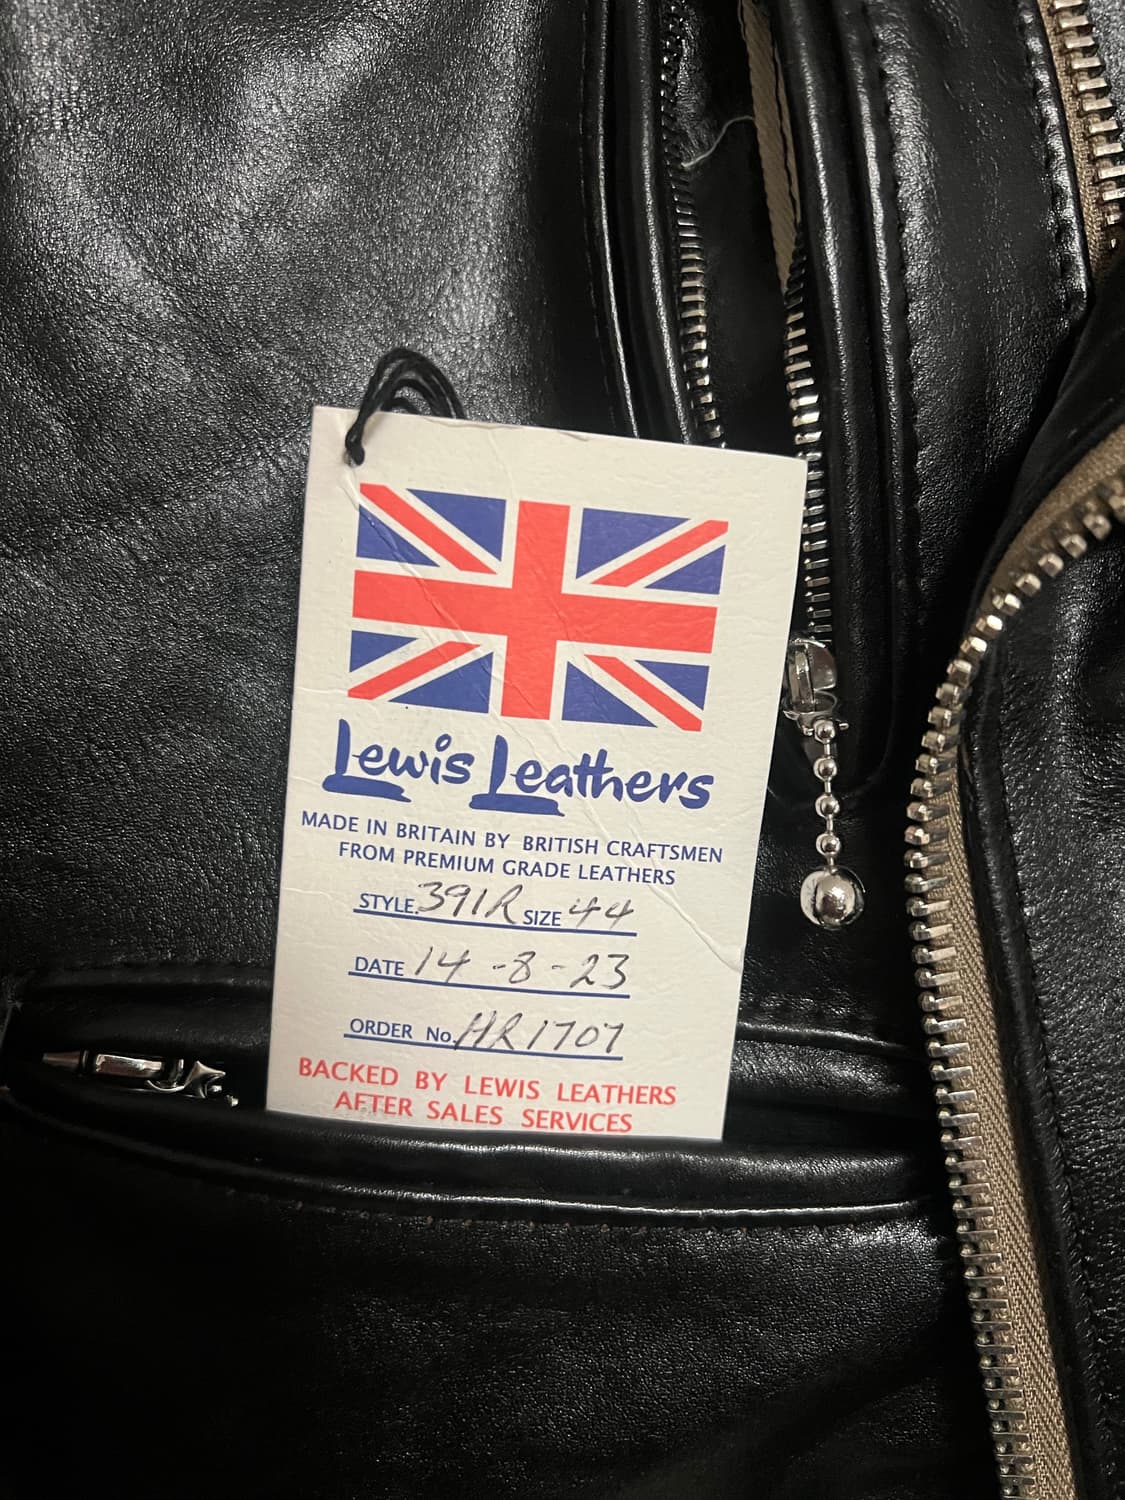 Lewis Leathers
MADE IN BRITAIN BY BRITISH CRAFTSMEN
FROM PREMIUM GRADE LEATHERS
STYLE 391R SIZE 44
DATE 14-8-23
ORDER No. HR1707
BACKED BY LEWIS LEATHERS
AFTER SALES SERVICES